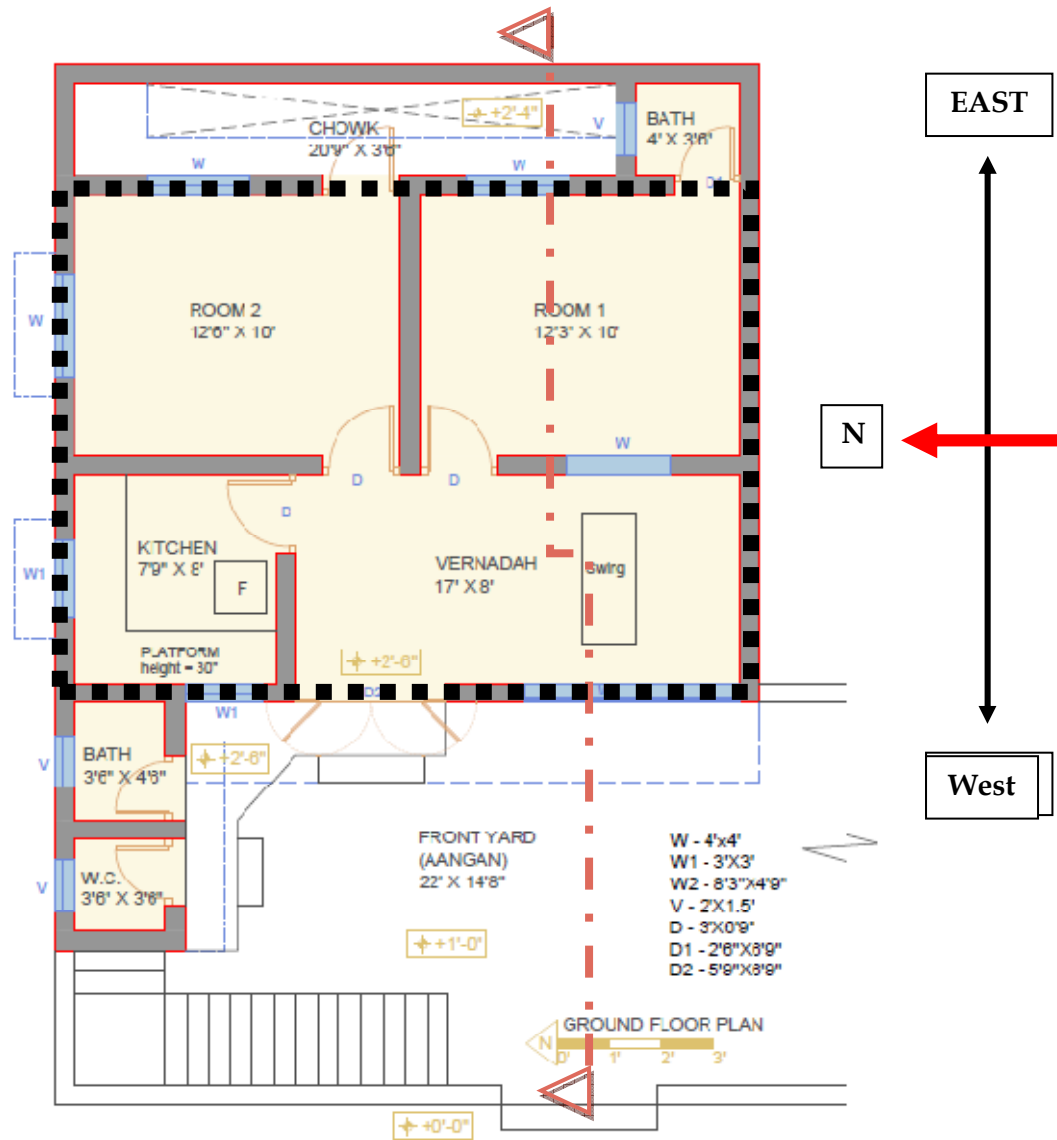 EAST
+2'-4"
CHOWK
20'9" X 3'6"
V
BATH
4' X 3'6"
W
W
D1
ROOM 2
12'6" X 10'
ROOM 1
12'3" X 10'
W
N
W
D
D
D
KITCHEN
7'9" X 8'
F
VERNADAH
17' X 8'
Swing
W1
PLATFORM
height = 30"
+2'-6"
D2
W1
BATH
3'6" X 4'6"
V
+2'-6"
West
FRONT YARD
(AANGAN)
22' X 14'8"
W - 4'x4'
W1 - 3'X3'
W2 - 8'3"X4'9"
V - 2'X1.5'
D - 3'X6'9"
D1 - 2'6"X6'9"
D2 - 5'9"X6'9"
W.C.
3'6" X 3'6"
V
+1'-0"
GROUND FLOOR PLAN
N
0' 1' 2' 3'
+0'-0"